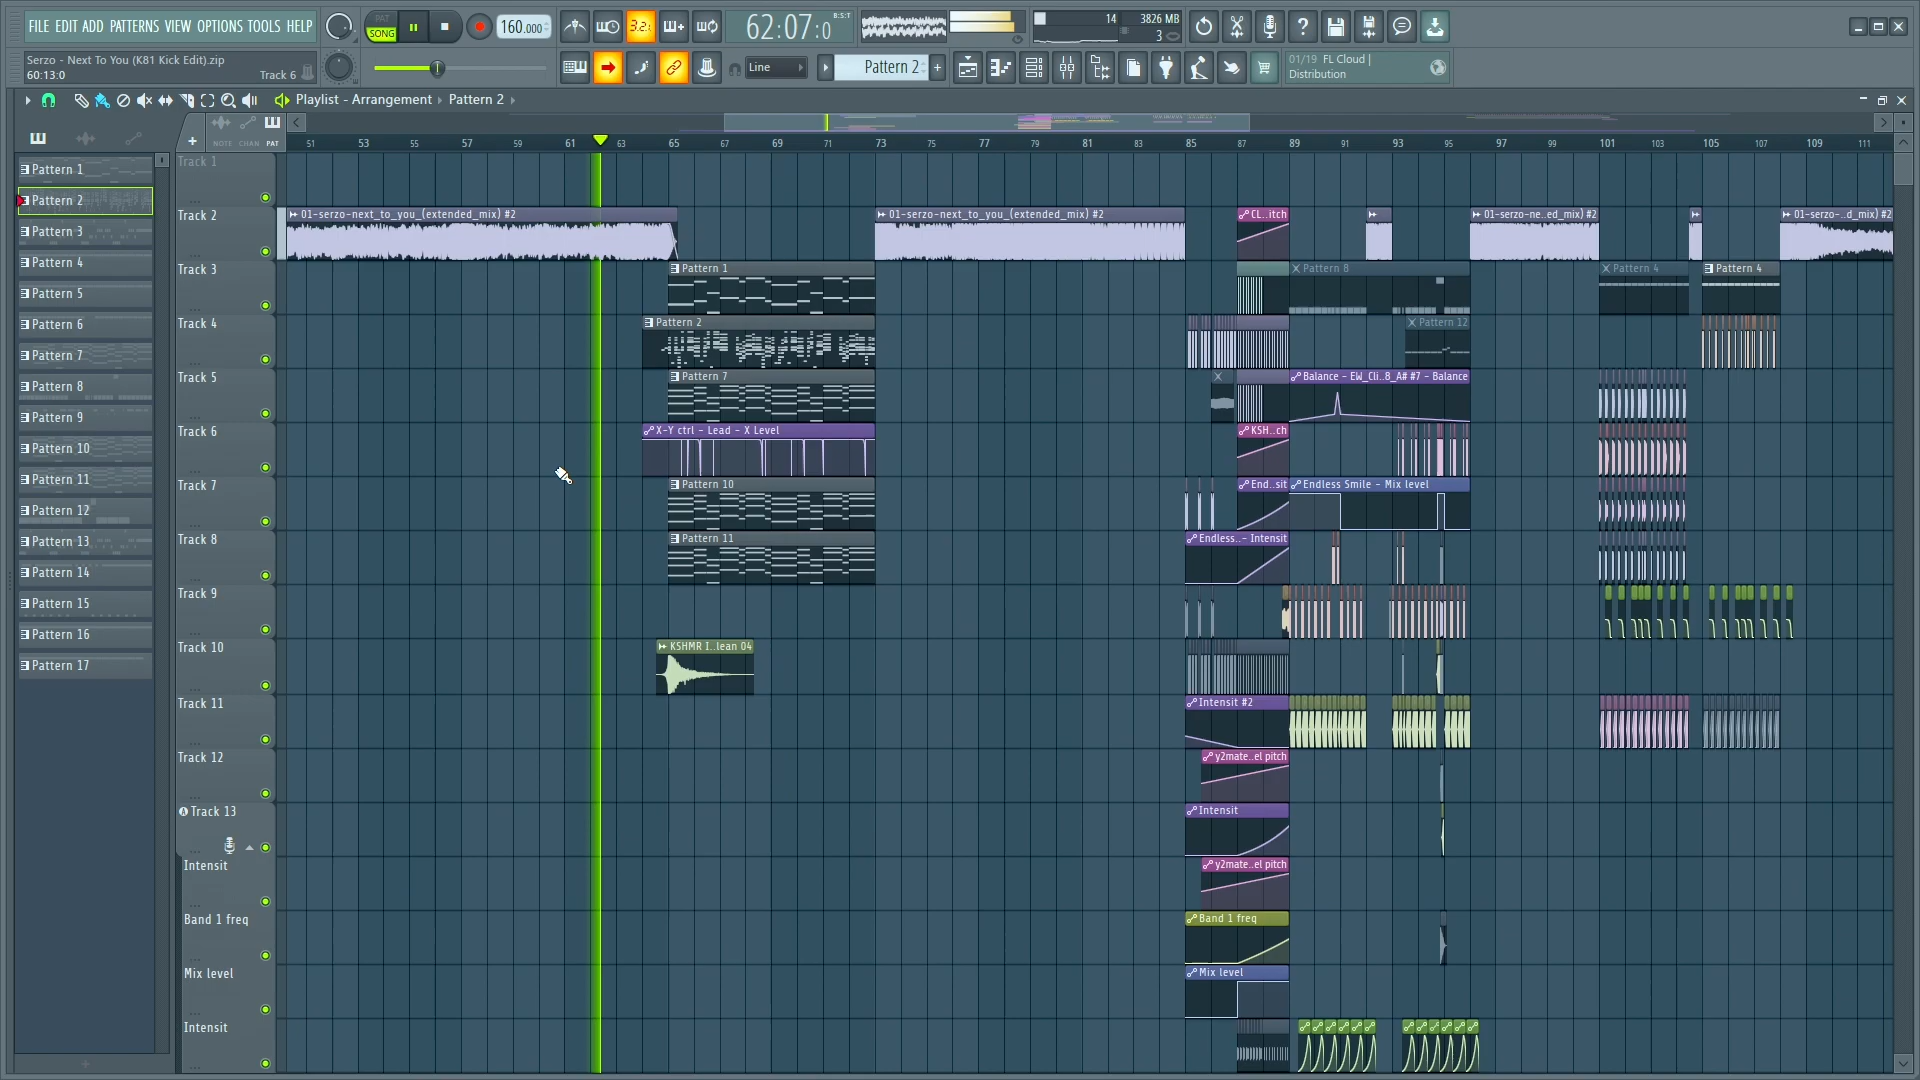 FILE EDIT ADD PATTERNS VIEW OPTIONS TOOLS HELP
PAT
SONG
160.000
3.2.
62:07:0
B:S:T
14
3826 MB
3
Serzo - Next To You (K81 Kick Edit).zip
60:13:0
Track 6
Line
Pattern 2
+
01/19 FL Cloud |
Distribution
Playlist - Arrangement › Pattern 2 ›
NOTE CHAN PAT
51 53 55 57 59 61 63 65 67 69 71 73 75 77 79 81 83 85 87 89 91 93 95 97 99 101 103 105 107 109 111
Pattern 1
Pattern 2
Pattern 3
Pattern 4
Pattern 5
Pattern 6
Pattern 7
Pattern 8
Pattern 9
Pattern 10
Pattern 11
Pattern 12
Pattern 13
Pattern 14
Pattern 15
Pattern 16
Pattern 17
Track 1
Track 2
01-serzo-next_to_you_(extended_mix) #2
01-serzo-next_to_you_(extended_mix) #2
CL..itch
01-serzo-ne..ed_mix) #2
01-serzo-..d_mix) #2
Track 3
Pattern 1
Pattern 8
Pattern 4
Pattern 4
Track 4
Pattern 2
Pattern 12
Track 5
Pattern 7
Balance - EW_Cli..8_A# #7 - Balance
Track 6
X-Y ctrl - Lead - X Level
KSH..ch
Track 7
Pattern 10
End..sit
Endless Smile - Mix level
Track 8
Pattern 11
Endless..- Intensit
Track 9
Track 10
KSHMR I..lean 04
Track 11
Intensit #2
Track 12
y2mate..el pitch
Track 13
Intensit
Intensit
y2mate..el pitch
Band 1 freq
Band 1 freq
Mix level
Mix level
Intensit